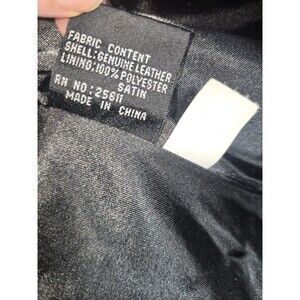 FABRIC CONTENT
SHELL:GENUINE LEATHER
LINING:100% POLYESTER
SATIN
RN NO:25611
MADE IN CHINA